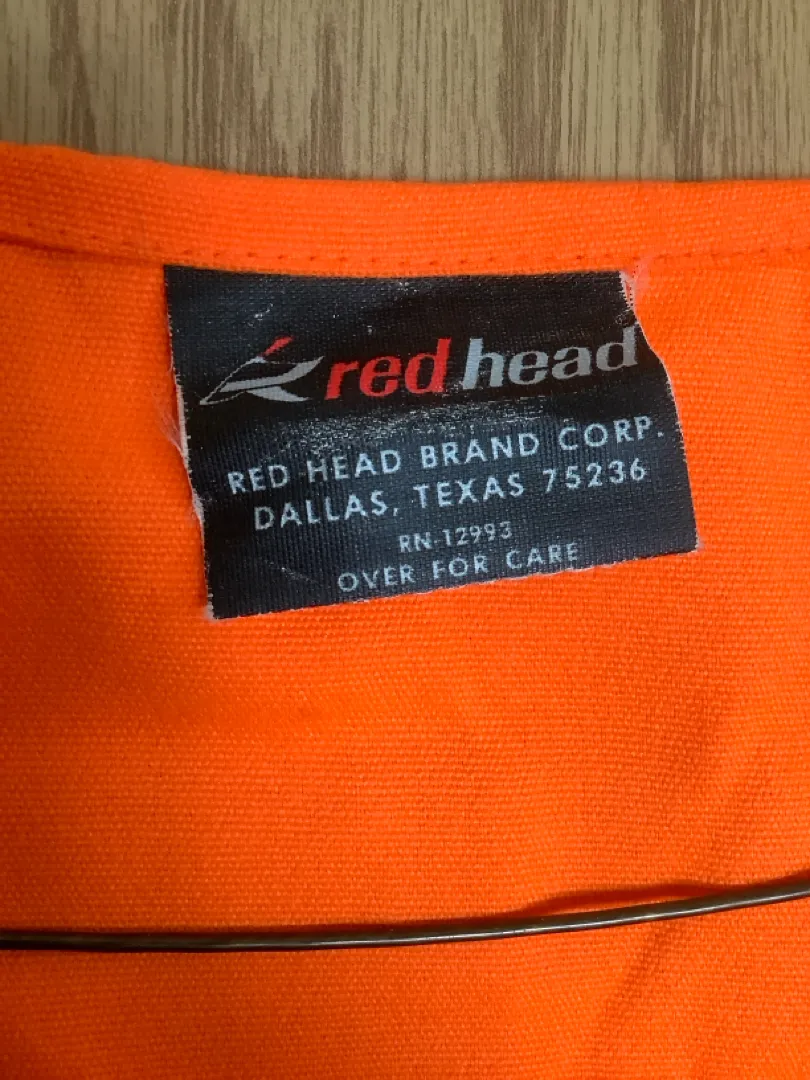 red head
RED HEAD BRAND CORP.
DALLAS, TEXAS 75236
RN-12993
OVER FOR CARE